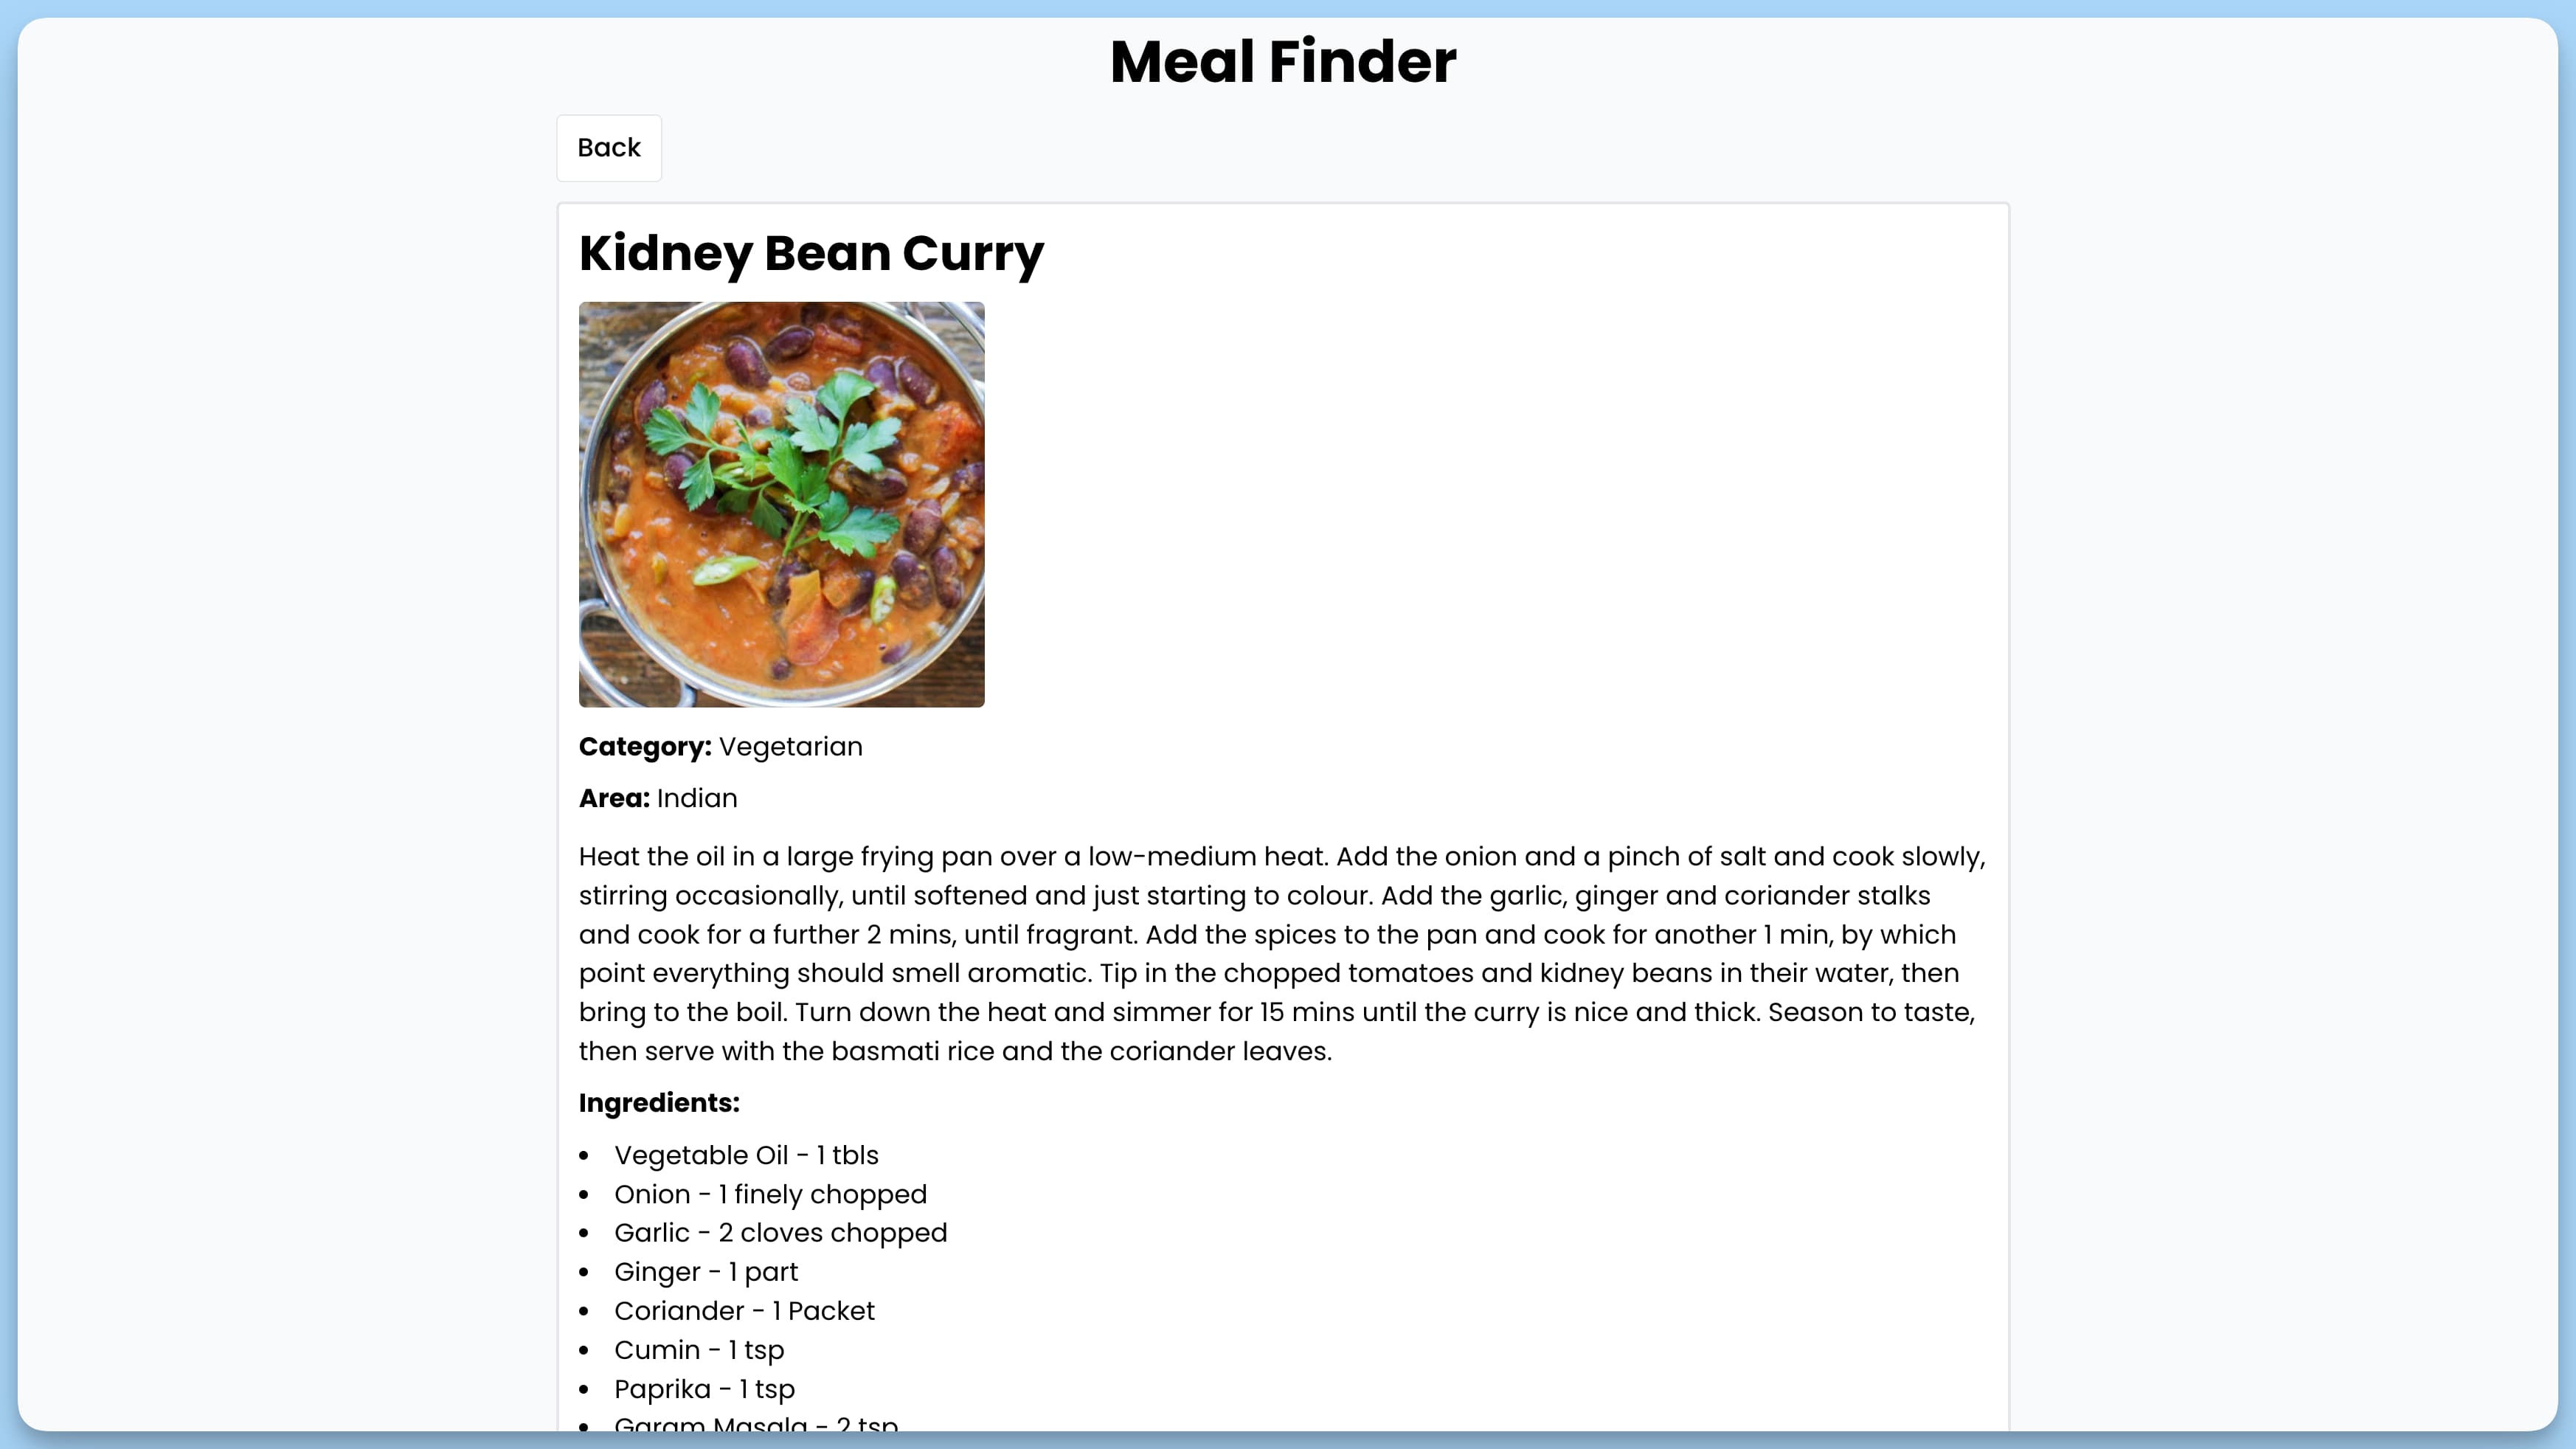 Meal Finder
Back
Kidney Bean Curry
Category: Vegetarian
Area: Indian
Heat the oil in a large frying pan over a low-medium heat. Add the onion and a pinch of salt and cook slowly,
stirring occasionally, until softened and just starting to colour. Add the garlic, ginger and coriander stalks
and cook for a further 2 mins, until fragrant. Add the spices to the pan and cook for another 1 min, by which
point everything should smell aromatic. Tip in the chopped tomatoes and kidney beans in their water, then
bring to the boil. Turn down the heat and simmer for 15 mins until the curry is nice and thick. Season to taste,
then serve with the basmati rice and the coriander leaves.
Ingredients:
• Vegetable Oil - 1 tbls
• Onion - 1 finely chopped
• Garlic - 2 cloves chopped
• Ginger - 1 part
• Coriander - 1 Packet
• Cumin - 1 tsp
• Paprika - 1 tsp
• Garam Masala - 2 tsp